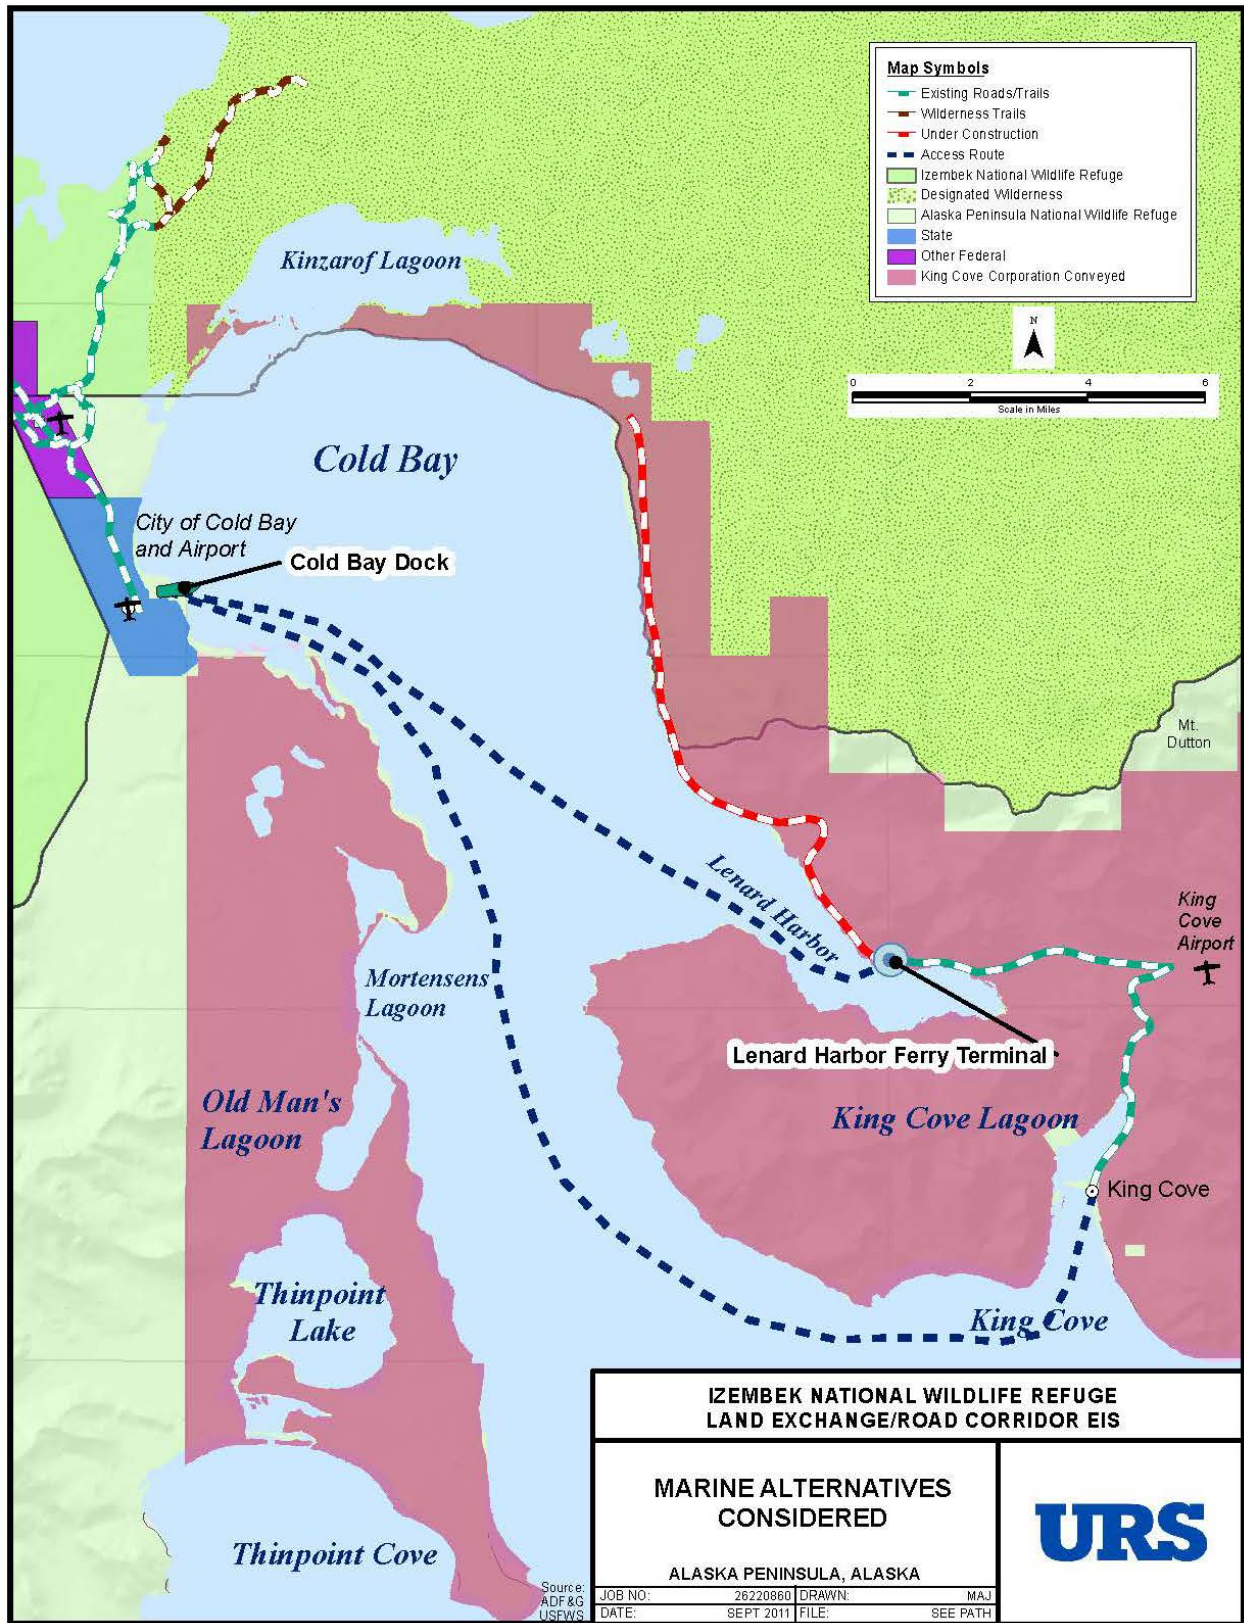 Map Symbols
Existing Roads/Trails
Wilderness Trails
Under Construction
Access Route
Izembek National Wildlife Refuge
Designated Wilderness
Alaska Peninsula National Wildlife Refuge
State
Other Federal
King Cove Corporation Conveyed
N
0 2 4 6
Scale in Miles
Kinzarof Lagoon
Cold Bay
City of Cold Bay
and Airport
Cold Bay Dock
Mt.
Dutton
Lenard Harbor
King
Cove
Airport
Mortensens
Lagoon
Lenard Harbor Ferry Terminal
Old Man's
Lagoon
King Cove Lagoon
King Cove
Thinpoint
Lake
King Cove
Thinpoint Cove
Source:
ADF&G
USFWS
IZEMBEK NATIONAL WILDLIFE REFUGE
LAND EXCHANGE/ROAD CORRIDOR EIS
MARINE ALTERNATIVES
CONSIDERED
ALASKA PENINSULA, ALASKA
JOB NO: 26220860 DRAWN: MAJ
DATE: SEPT 2011 FILE: SEE PATH
URS